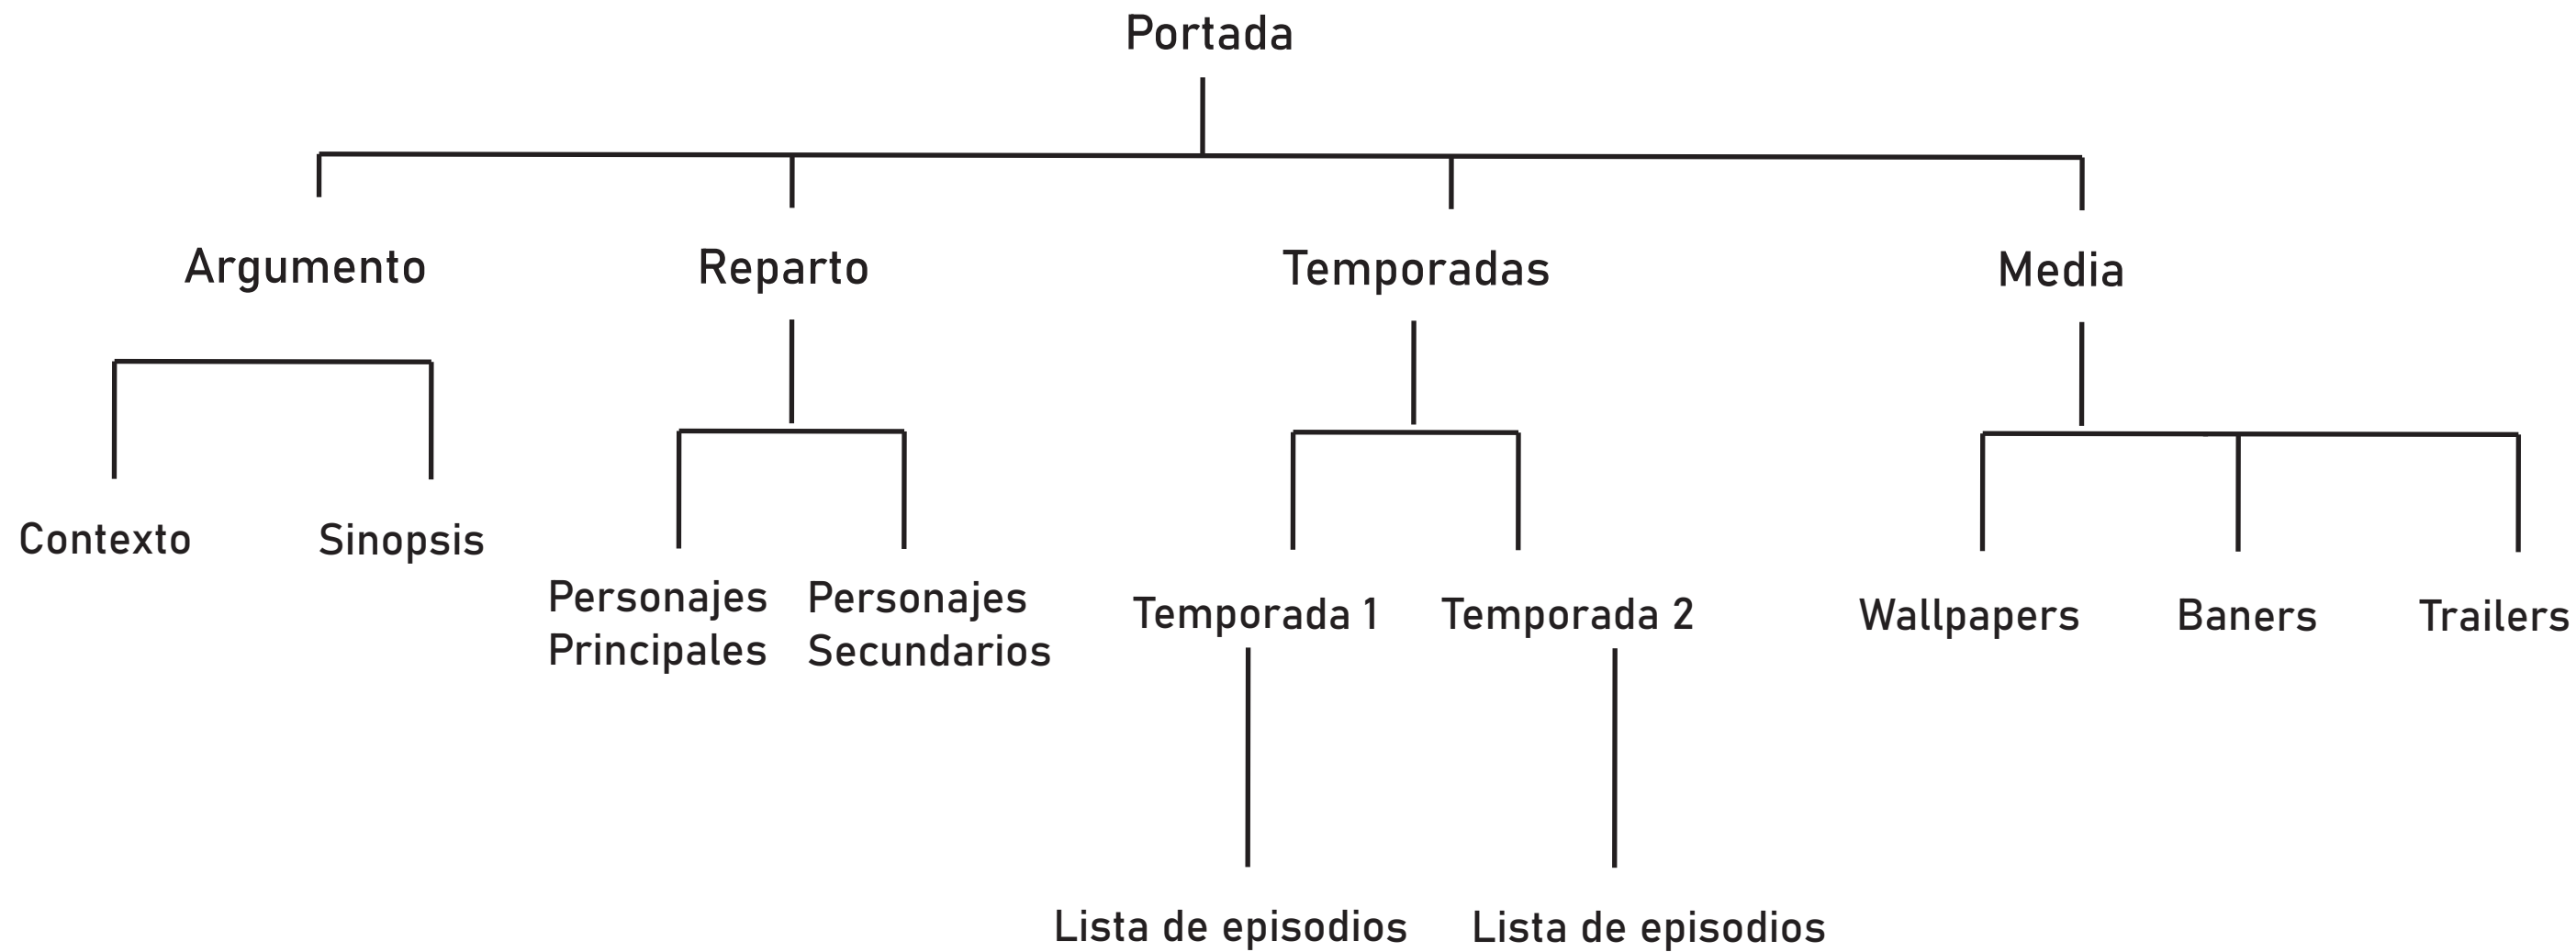 Portada
Argumento
Reparto
Temporadas
Media
Contexto
Sinopsis
Personajes
Principales
Personajes
Secundarios
Temporada 1
Temporada 2
Wallpapers
Baners
Trailers
Lista de episodios
Lista de episodios